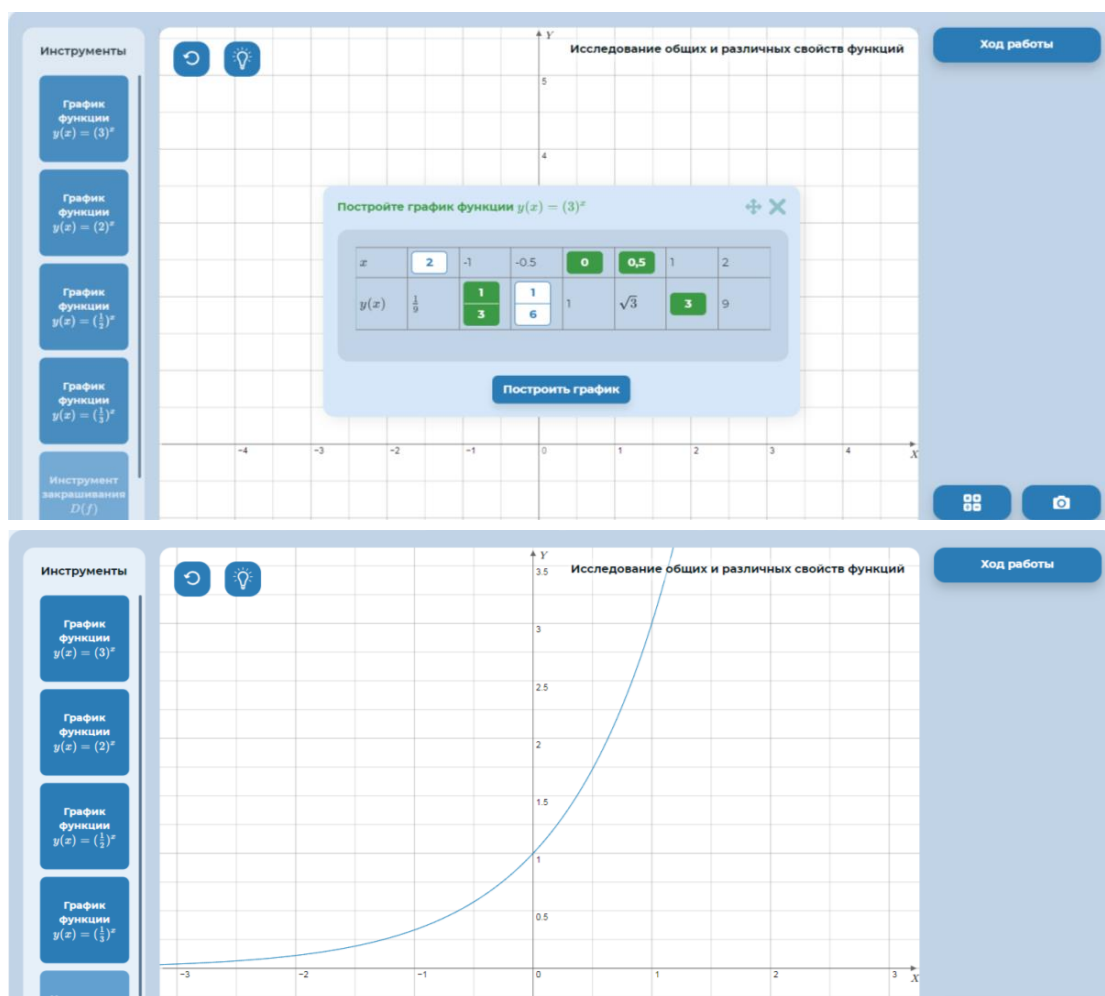 Инструменты
Исследование общих и различных свойств функций
Ход работы
График
функции
y(x) = (3)^x
График
функции
y(x) = (2)^x
График
функции
y(x) = (1/2)^x
График
функции
y(x) = (1/3)^x
Инструмент
закрашивания
D(f)
Y
5
4
Постройте график функции y(x) = (3)^x
x 2 -1 -0.5 0 0,5 1 2
y(x) 1/9 1/3 1/6 1 √3 3 9
Построить график
-4 -3 -2 -1 0 1 2 3 4 X
Инструменты
Исследование общих и различных свойств функций
Ход работы
График
функции
y(x) = (3)^x
График
функции
y(x) = (2)^x
График
функции
y(x) = (1/2)^x
График
функции
y(x) = (1/3)^x
Y
3.5
3
2.5
2
1.5
1
0.5
-3 -2 -1 0 1 2 3 X